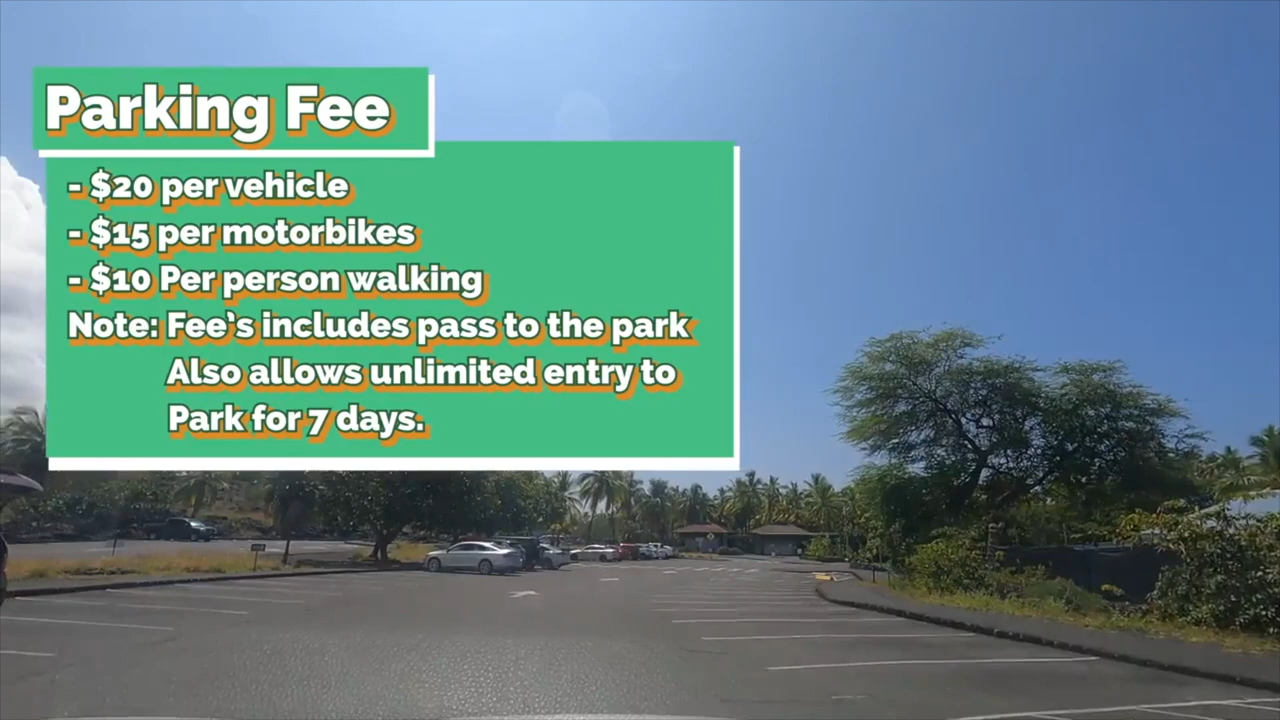 Parking Fee
- $20 per vehicle
- $15 per motorbikes
- $10 Per person walking
Note: Fee's includes pass to the park
Also allows unlimited entry to
Park for 7 days.